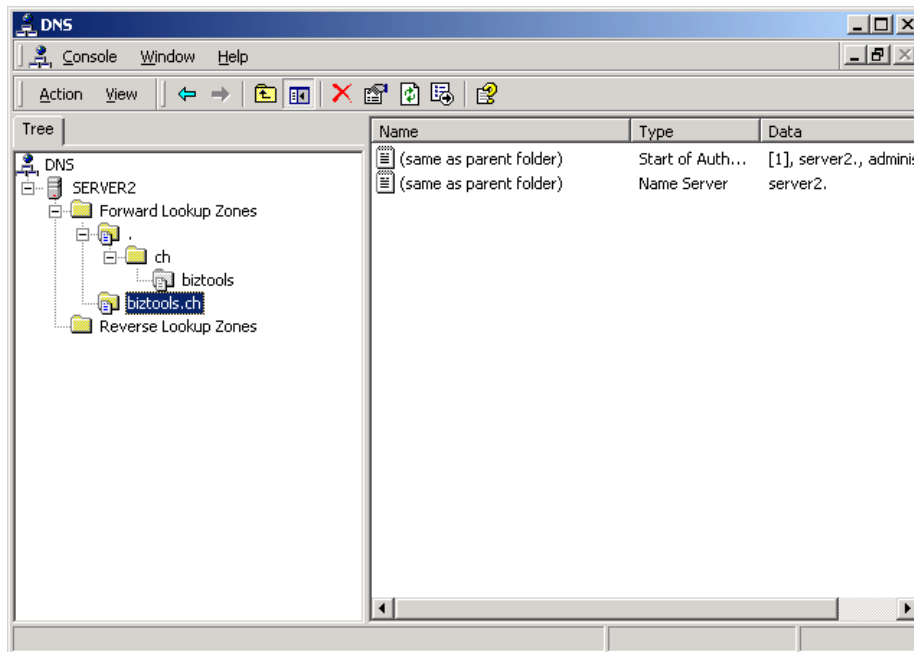 DNS
Console Window Help
Action View
Tree
Name Type Data
DNS
SERVER2
Forward Lookup Zones
.
ch
biztools
biztools.ch
Reverse Lookup Zones
(same as parent folder) Start of Auth... [1], server2., adminis
(same as parent folder) Name Server server2.